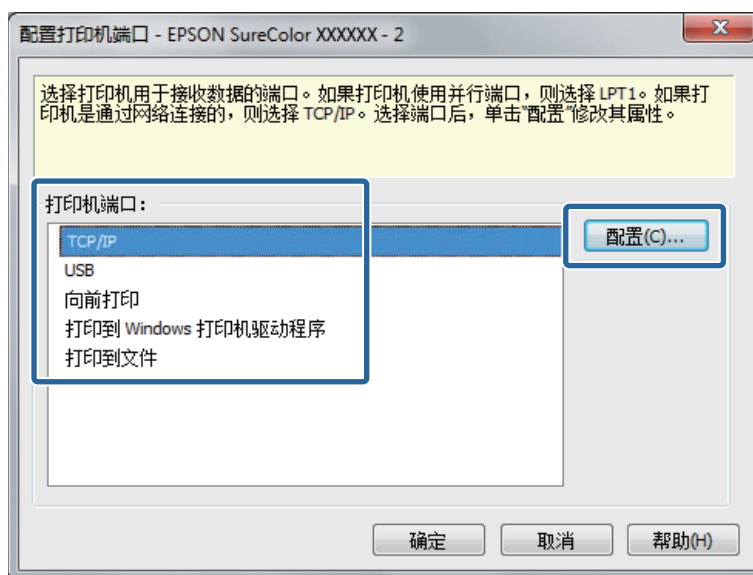 配置打印机端口 - EPSON SureColor XXXXXX - 2
选择打印机用于接收数据的端口。如果打印机使用并行端口，则选择 LPT1。如果打
印机是通过网络连接的，则选择 TCP/IP。选择端口后，单击"配置"修改其属性。
打印机端口：
配置(C)...
TCP/IP
USB
向前打印
打印到 Windows 打印机驱动程序
打印到文件
确定
取消
帮助(H)